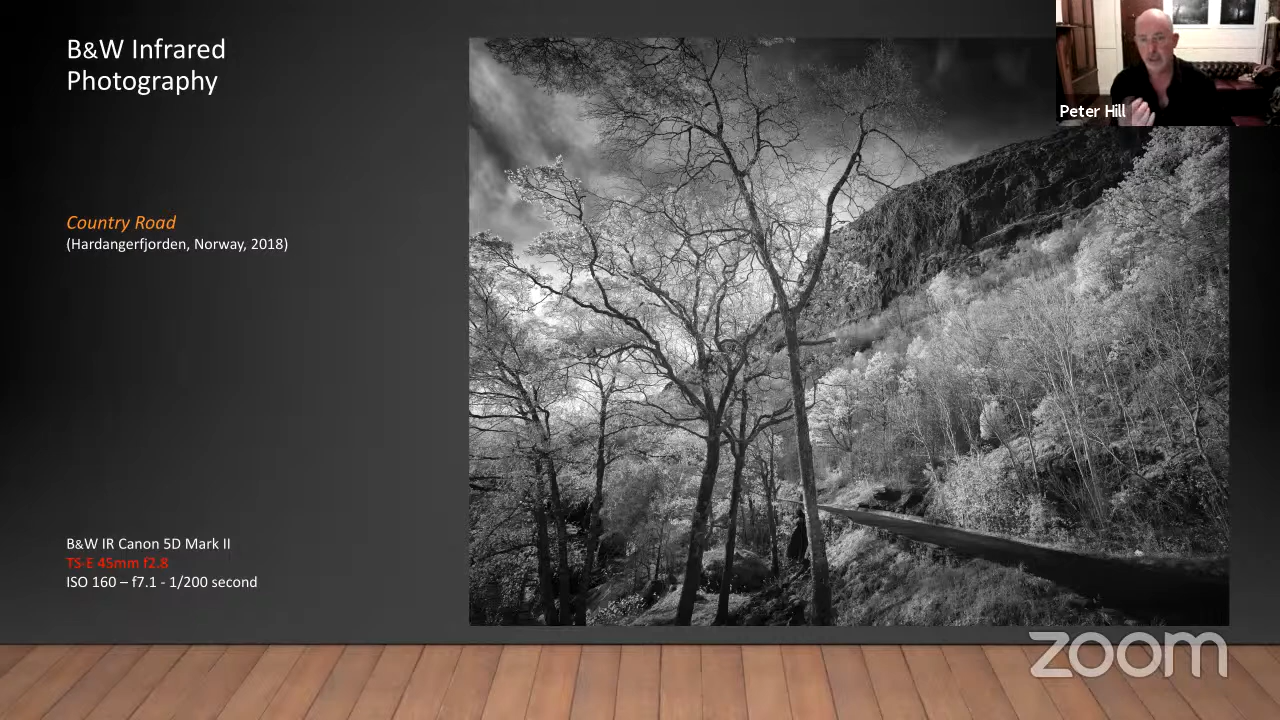 B&W Infrared
Photography
Peter Hill
Country Road
(Hardangerfjorden, Norway, 2018)
B&W IR Canon 5D Mark II
TS-E 45mm f2.8
ISO 160 – f7.1 - 1/200 second
zoom